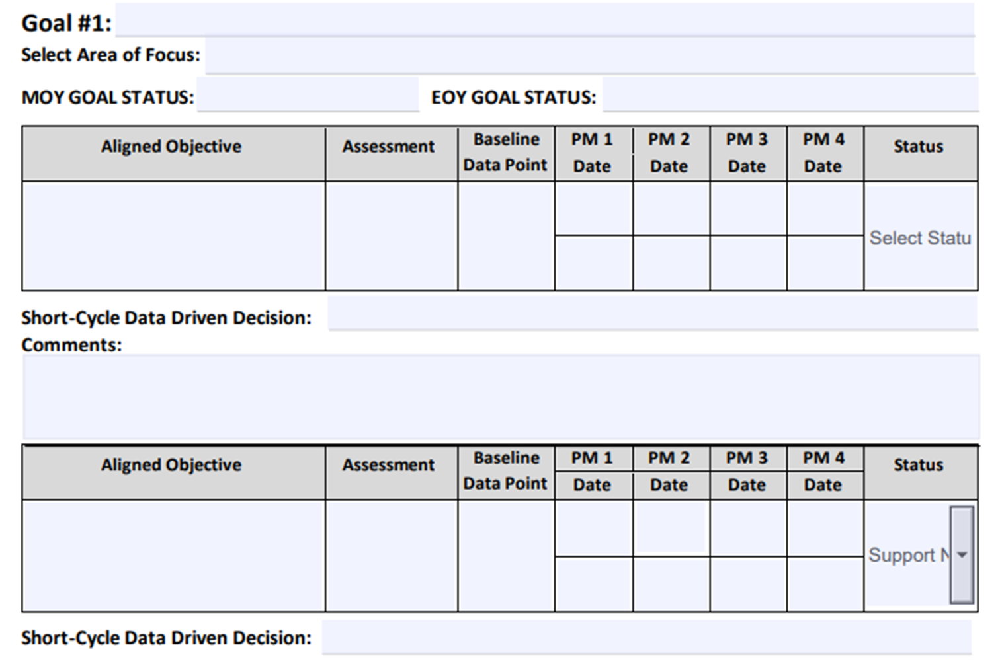 Goal #1:
Select Area of Focus:
MOY GOAL STATUS: EOY GOAL STATUS:
Aligned Objective Assessment Baseline Data Point PM 1 Date PM 2 Date PM 3 Date PM 4 Date Status
Select Statu
Short-Cycle Data Driven Decision:
Comments:
Aligned Objective Assessment Baseline Data Point PM 1 Date PM 2 Date PM 3 Date PM 4 Date Status
Support N
Short-Cycle Data Driven Decision: